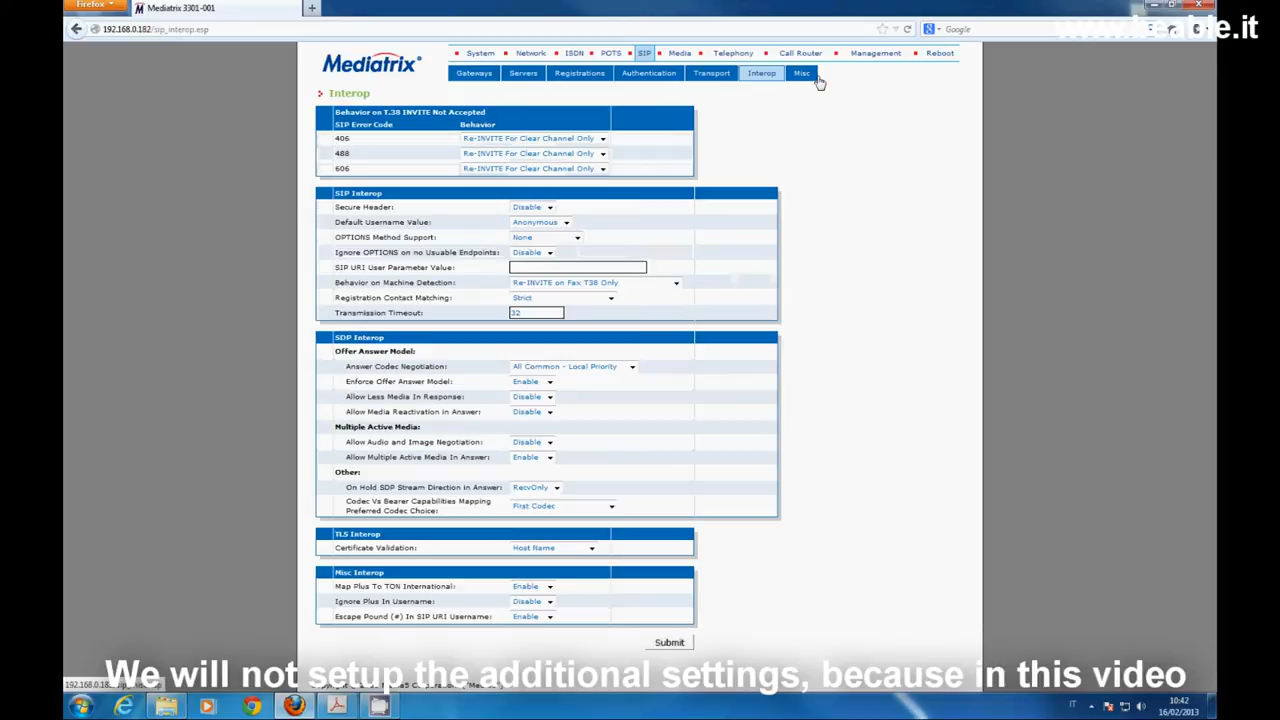 Firefox
Mediatrix 3301-001
192.168.0.182/sip_interop.esp
Google
www.keable.it
Mediatrix
System Network ISDN POTS SIP Media Telephony Call Router Management Reboot
Gateways Servers Registrations Authentication Transport Interop Misc
Interop
Behavior on T.38 INVITE Not Accepted
SIP Error Code Behavior
406 Re-INVITE For Clear Channel Only
488 Re-INVITE For Clear Channel Only
606 Re-INVITE For Clear Channel Only
SIP Interop
Secure Header: Disable
Default Username Value: Anonymous
OPTIONS Method Support: None
Ignore OPTIONS on no Usuable Endpoints: Disable
SIP URI User Parameter Value:
Behavior on Machine Detection: Re-INVITE on Fax T38 Only
Registration Contact Matching: Strict
Transmission Timeout: 32
SDP Interop
Offer Answer Model:
Answer Codec Negotiation: All Common - Local Priority
Enforce Offer Answer Model: Enable
Allow Less Media In Response: Disable
Allow Media Reactivation in Answer: Disable
Multiple Active Media:
Allow Audio and Image Negotiation: Disable
Allow Multiple Active Media In Answer: Enable
Other:
On Hold SDP Stream Direction in Answer: RecvOnly
Codec Vs Bearer Capabilities Mapping
Preferred Codec Choice: First Codec
TLS Interop
Certificate Validation: Host Name
Misc Interop
Map Plus To TON International: Enable
Ignore Plus In Username: Disable
Escape Pound (#) In SIP URI Username: Enable
Submit
We will not setup the additional settings, because in this video
IT
10:42
16/02/2013